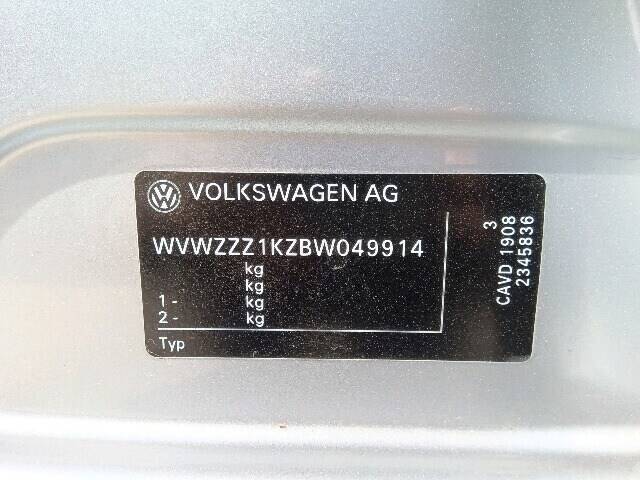 VOLKSWAGEN AG
WVWZZZ1KZBW049914
kg
kg
1 - kg
2 - kg
Typ
3
CAVD 1908
2345836